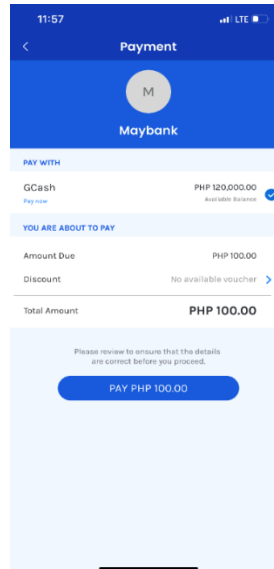 11:57 LTE
Payment
M
Maybank
PAY WITH
GCash PHP 120,000.00
Pay now Available Balance
YOU ARE ABOUT TO PAY
Amount Due PHP 100.00
Discount No available voucher
Total Amount PHP 100.00
Please review to ensure that the details
are correct before you proceed.
PAY PHP 100.00